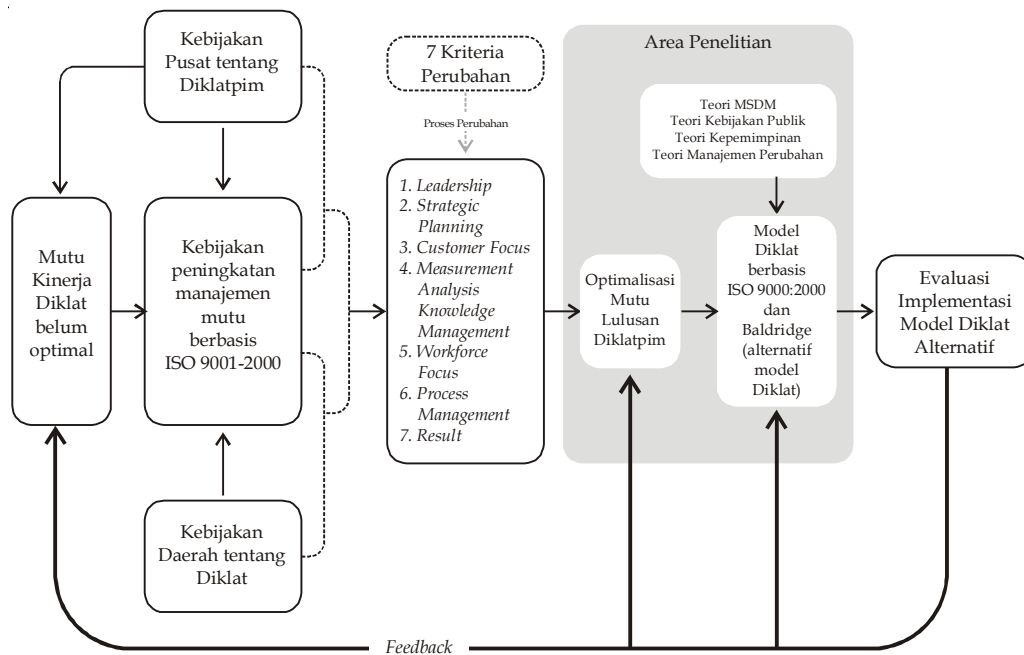 Kebijakan
Pusat tentang
Diklatpim
Mutu
Kinerja
Diklat
belum
optimal
Kebijakan
peningkatan
manajemen
mutu
berbasis
ISO 9001-2000
Kebijakan
Daerah tentang
Diklat
7 Kriteria
Perubahan
Proses Perubahan
1. Leadership
2. Strategic
Planning
3. Customer Focus
4. Measurement
Analysis
Knowledge
Management
5. Workforce
Focus
6. Process
Management
7. Result
Area Penelitian
Teori MSDM
Teori Kebijakan Publik
Teori Kepemimpinan
Teori Manajemen Perubahan
Optimalisasi
Mutu
Lulusan
Diklatpim
Model
Diklat
berbasis
ISO 9000:2000
dan
Baldridge
(alternatif
model
Diklat)
Evaluasi
Implementasi
Model Diklat
Alternatif
Feedback